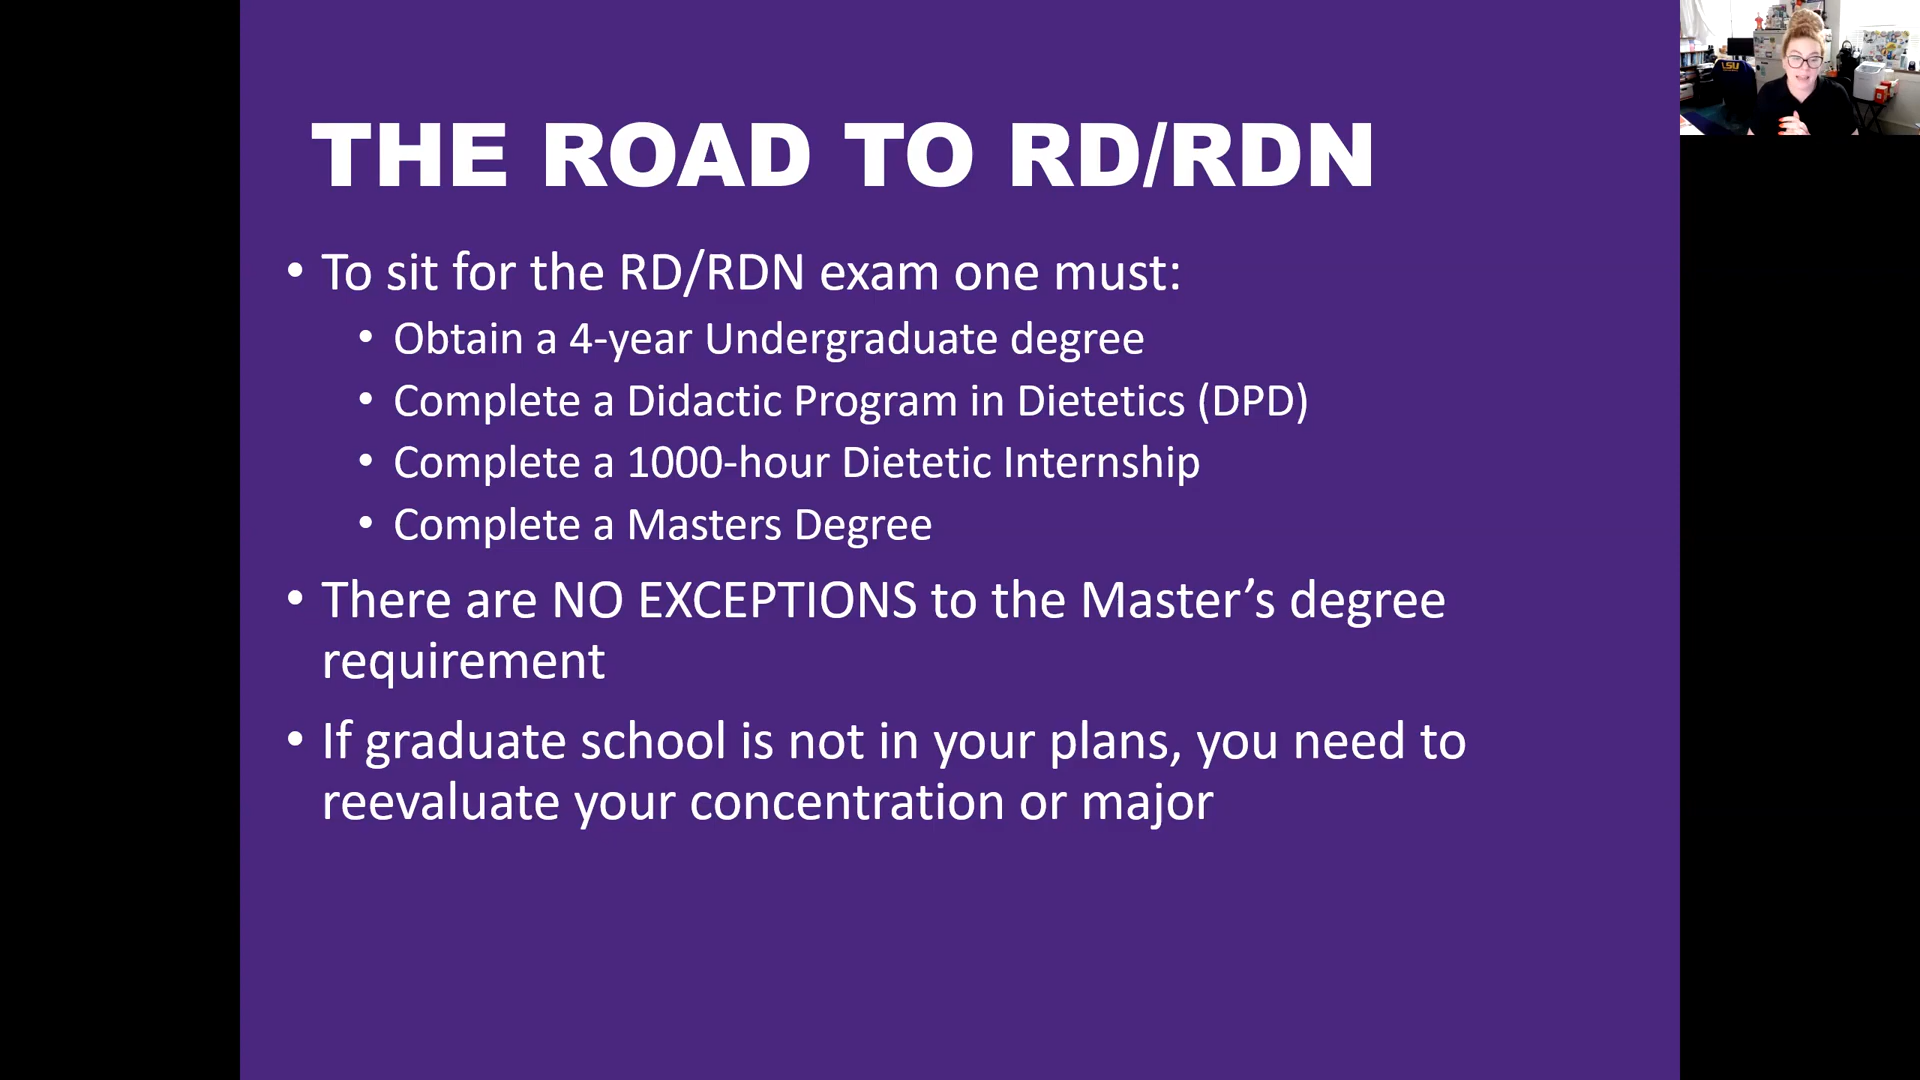 THE ROAD TO RD/RDN
• To sit for the RD/RDN exam one must:
• Obtain a 4-year Undergraduate degree
• Complete a Didactic Program in Dietetics (DPD)
• Complete a 1000-hour Dietetic Internship
• Complete a Masters Degree
• There are NO EXCEPTIONS to the Master’s degree
requirement
• If graduate school is not in your plans, you need to
reevaluate your concentration or major
LSU